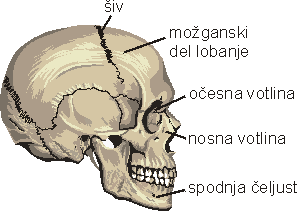 šiv
možganski
del lobanje
očesna votlina
nosna votlina
spodnja čeljust